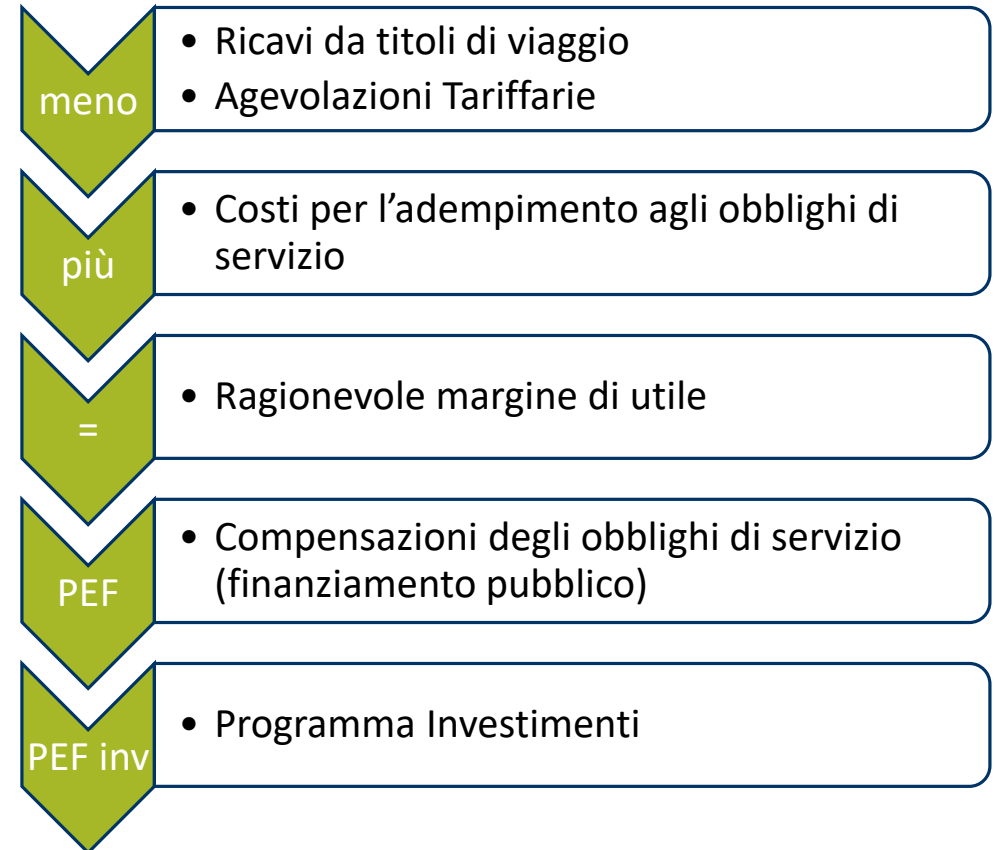 meno
• Ricavi da titoli di viaggio
• Agevolazioni Tariffarie
più
• Costi per l'adempimento agli obblighi di
servizio
=
• Ragionevole margine di utile
PEF
• Compensazioni degli obblighi di servizio
(finanziamento pubblico)
PEF inv
• Programma Investimenti